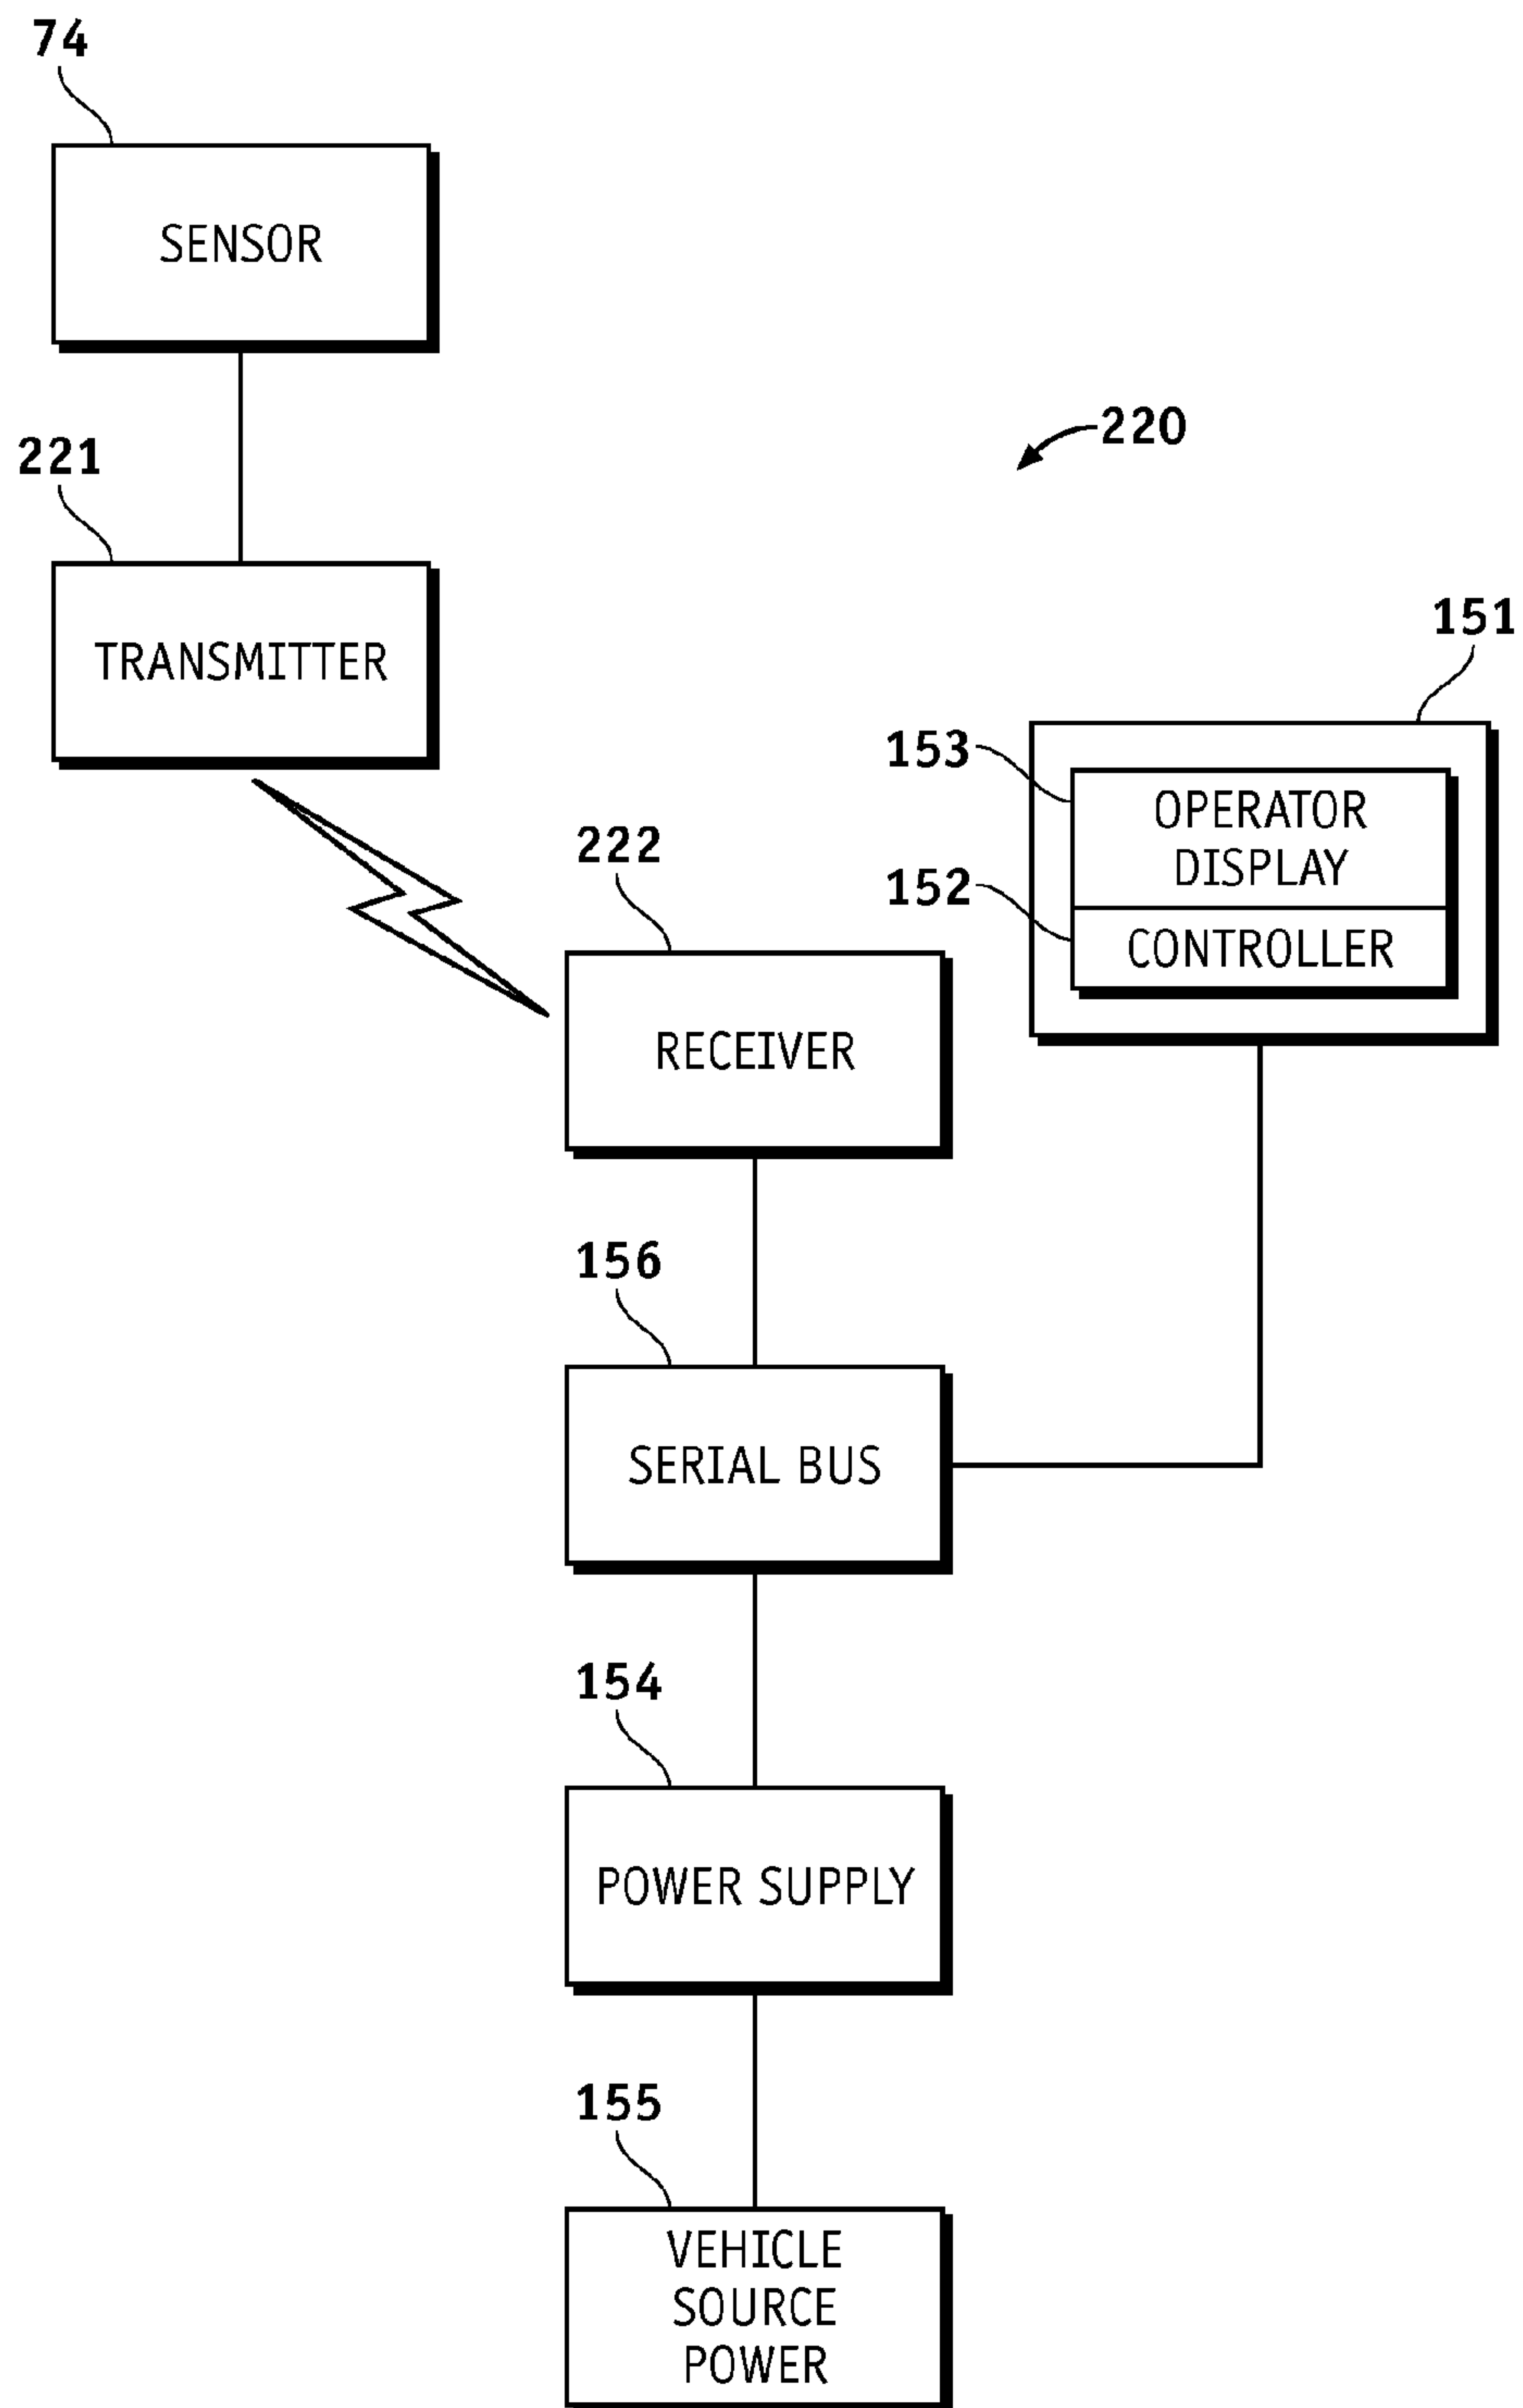 74
SENSOR
220
221
TRANSMITTER
151
153
OPERATOR
DISPLAY
152
CONTROLLER
222
RECEIVER
156
SERIAL BUS
154
POWER SUPPLY
155
VEHICLE
SOURCE
POWER